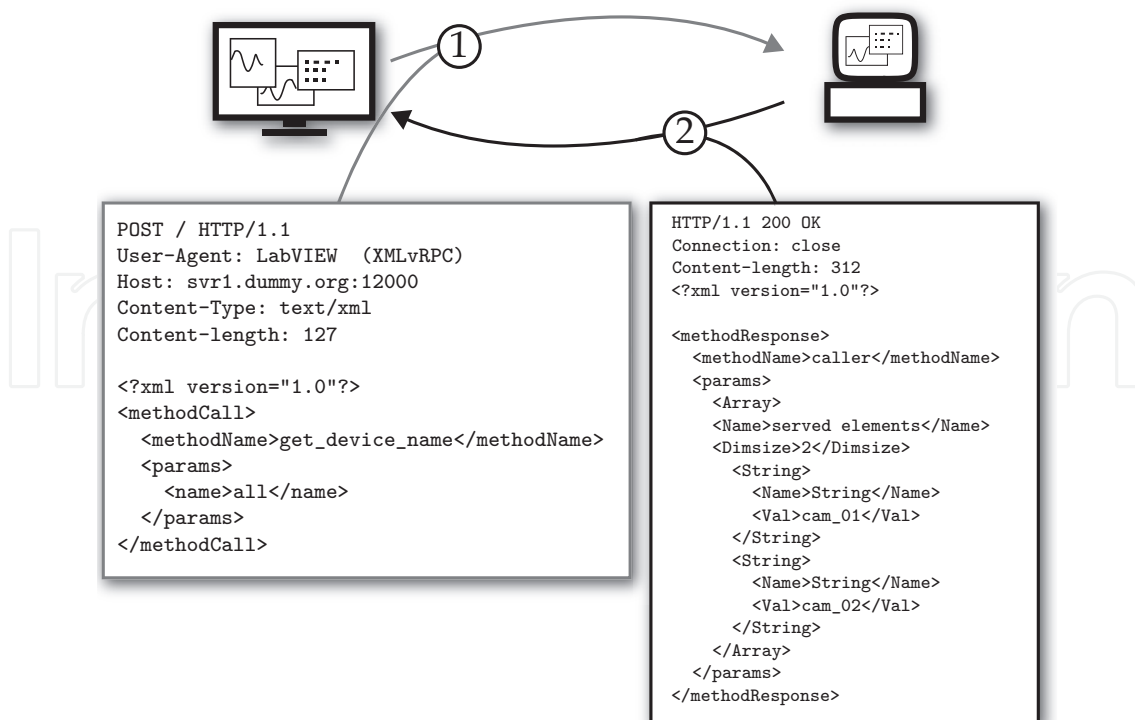 1
2
POST / HTTP/1.1
User-Agent: LabVIEW  (XMLvRPC)
Host: svr1.dummy.org:12000
Content-Type: text/xml
Content-length: 127

<?xml version="1.0"?>
<methodCall>
  <methodName>get_device_name</methodName>
  <params>
    <name>all</name>
  </params>
</methodCall>

HTTP/1.1 200 OK
Connection: close
Content-length: 312
<?xml version="1.0"?>

<methodResponse>
  <methodName>caller</methodName>
  <params>
    <Array>
    <Name>served elements</Name>
    <Dimsize>2</Dimsize>
      <String>
        <Name>String</Name>
        <Val>cam_01</Val>
      </String>
      <String>
        <Name>String</Name>
        <Val>cam_02</Val>
      </String>
    </Array>
  </params>
</methodResponse>